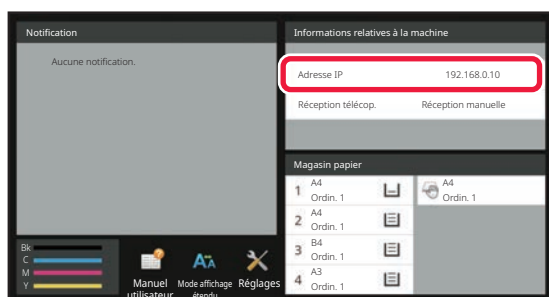 Notification
Aucune notification.
Informations relatives à la machine
Adresse IP 192.168.0.10
Réception télécop. Réception manuelle
Magasin papier
1 A4
Ordin. 1
A4
Ordin. 1
2 A4
Ordin. 1
3 B4
Ordin. 1
4 A3
Ordin. 1
Bk
C
M
Y
Manuel
utilisateur
AA
Mode affichage
étendu
Réglages